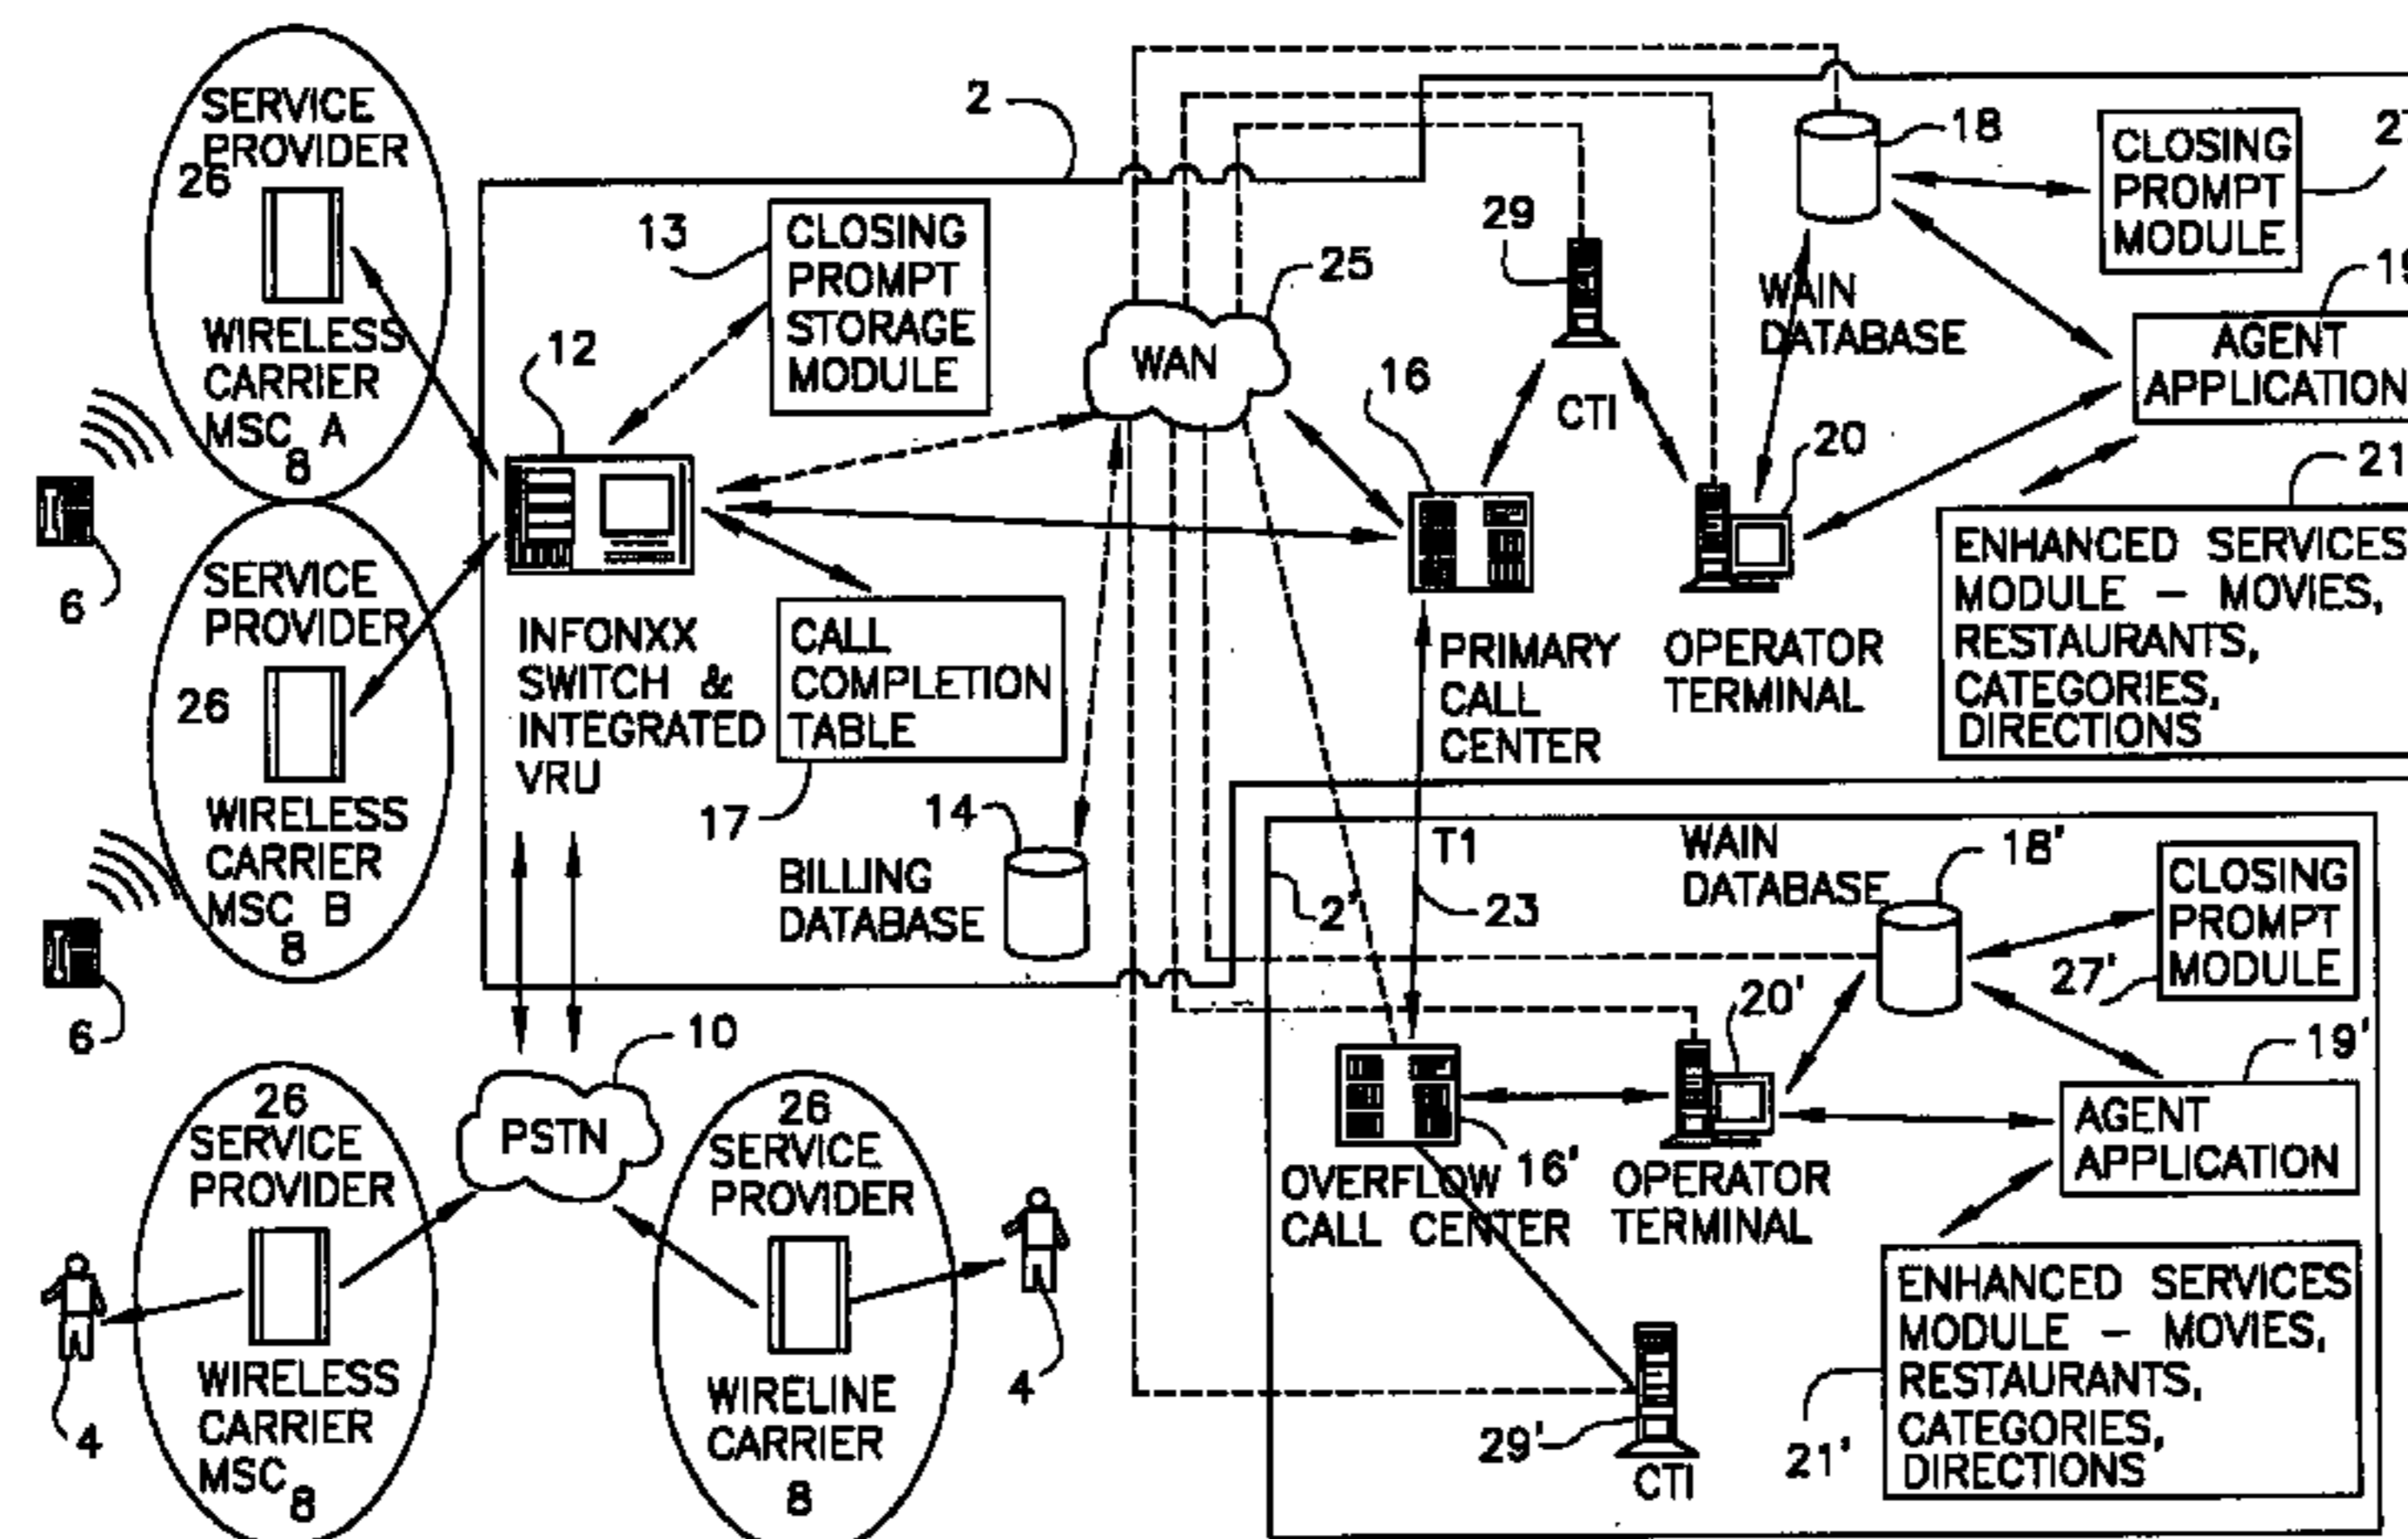 SERVICE
PROVIDER
26
WIRELESS
CARRIER
MSC A
8
6
SERVICE
PROVIDER
26
WIRELESS
CARRIER
MSC B
8
6
2
13
CLOSING
PROMPT
STORAGE
MODULE
12
INFONXX
SWITCH &
INTEGRATED
VRU
CALL
COMPLETION
TABLE
17
14
BILLING
DATABASE
WAN
25
29
CTI
16
PRIMARY
CALL
CENTER
20
OPERATOR
TERMINAL
18
WAIN
DATABASE
CLOSING
PROMPT
MODULE
AGENT
APPLICATION
21
ENHANCED SERVICES
MODULE – MOVIES,
RESTAURANTS,
CATEGORIES,
DIRECTIONS
T1
23
2'
WAIN
DATABASE
18'
CLOSING
PROMPT
MODULE
27'
20'
19'
AGENT
APPLICATION
OVERFLOW 16'
CALL CENTER
OPERATOR
TERMINAL
ENHANCED SERVICES
MODULE – MOVIES,
RESTAURANTS,
CATEGORIES,
DIRECTIONS
21'
29'
CTI
10
PSTN
26
SERVICE
PROVIDER
WIRELESS
CARRIER
MSC
8
4
26
SERVICE
PROVIDER
WIRELINE
CARRIER
8
4